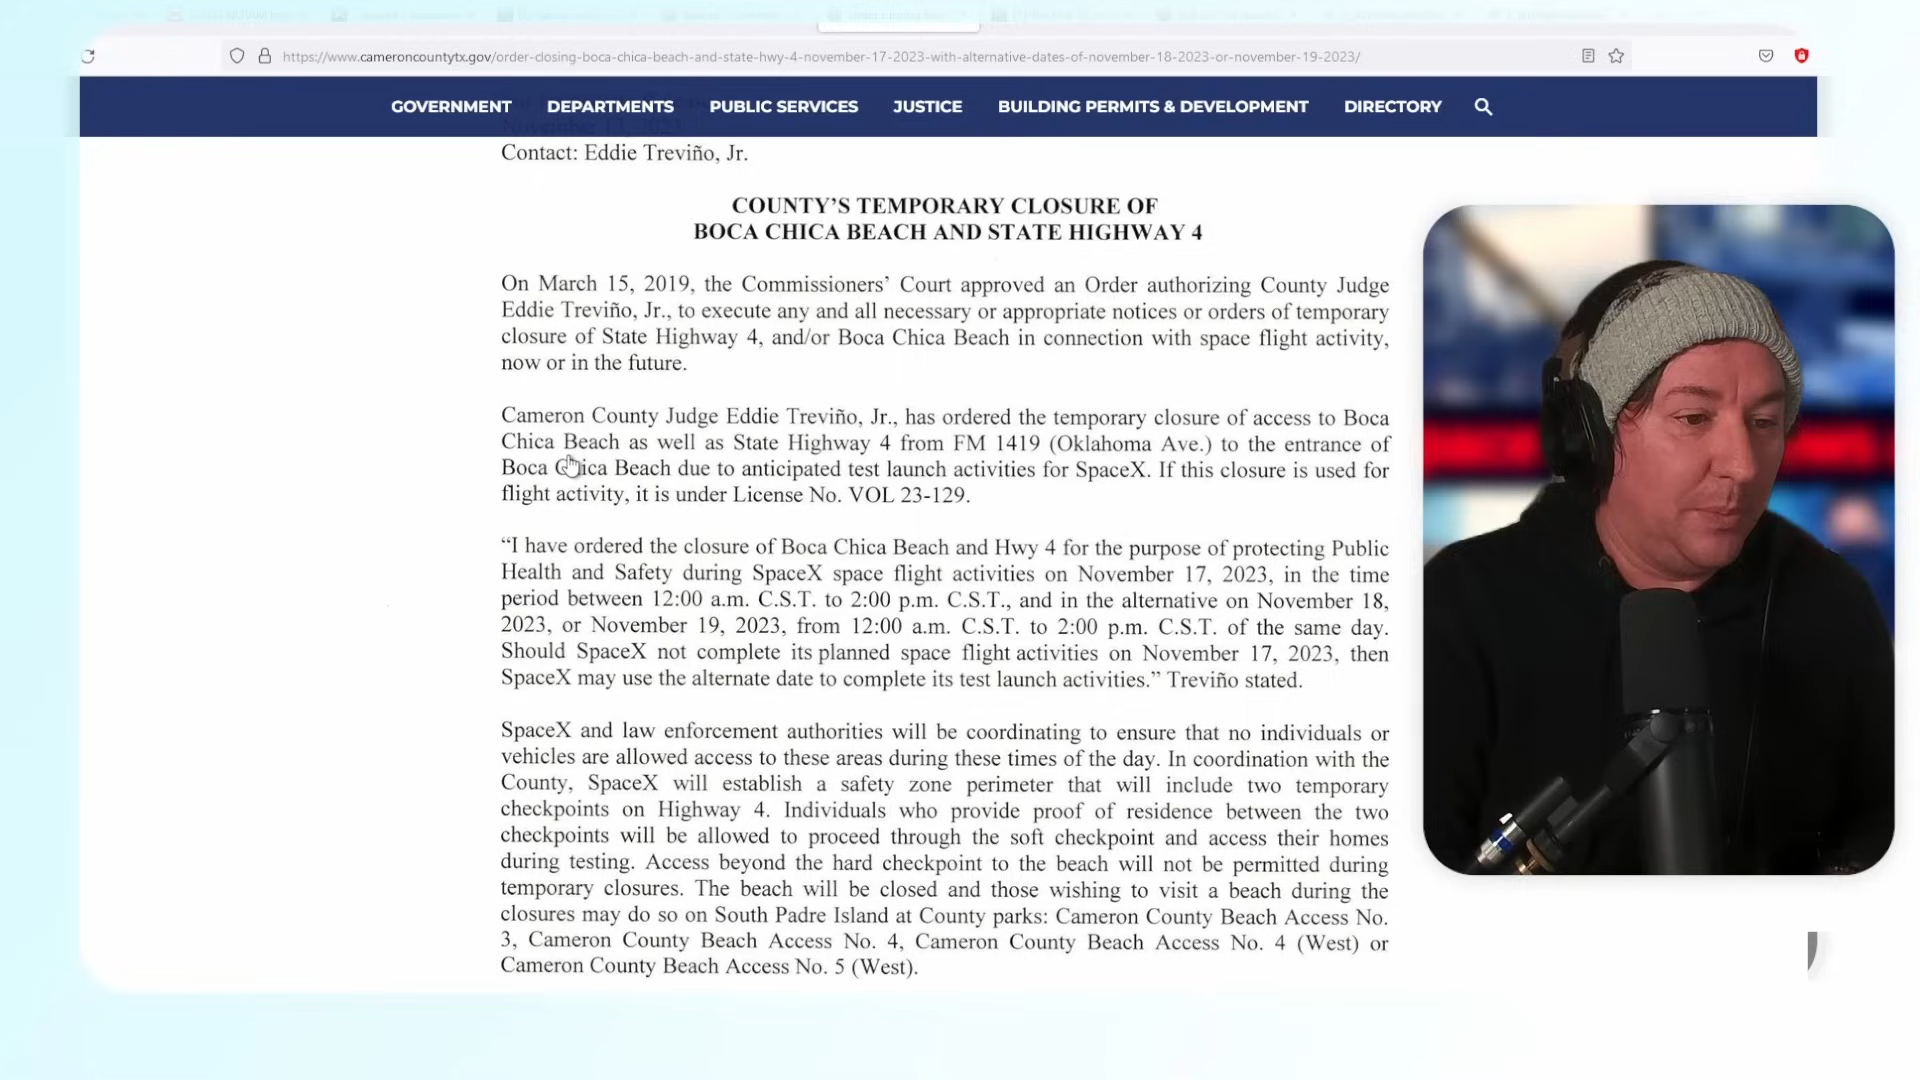 https://www.cameroncountytx.gov/order-closing-boca-chica-beach-and-state-hwy-4-november-17-2023-with-alternative-dates-of-november-18-2023-or-november-19-2023/
GOVERNMENT DEPARTMENTS PUBLIC SERVICES JUSTICE BUILDING PERMITS & DEVELOPMENT DIRECTORY
Contact: Eddie Treviño, Jr.
COUNTY'S TEMPORARY CLOSURE OF
BOCA CHICA BEACH AND STATE HIGHWAY 4
On March 15, 2019, the Commissioners' Court approved an Order authorizing County Judge
Eddie Treviño, Jr., to execute any and all necessary or appropriate notices or orders of temporary
closure of State Highway 4, and/or Boca Chica Beach in connection with space flight activity,
now or in the future.
Cameron County Judge Eddie Treviño, Jr., has ordered the temporary closure of access to Boca
Chica Beach as well as State Highway 4 from FM 1419 (Oklahoma Ave.) to the entrance of
Boca Chica Beach due to anticipated test launch activities for SpaceX. If this closure is used for
flight activity, it is under License No. VOL 23-129.
“I have ordered the closure of Boca Chica Beach and Hwy 4 for the purpose of protecting Public
Health and Safety during SpaceX space flight activities on November 17, 2023, in the time
period between 12:00 a.m. C.S.T. to 2:00 p.m. C.S.T., and in the alternative on November 18,
2023, or November 19, 2023, from 12:00 a.m. C.S.T. to 2:00 p.m. C.S.T. of the same day.
Should SpaceX not complete its planned space flight activities on November 17, 2023, then
SpaceX may use the alternate date to complete its test launch activities.” Treviño stated.
SpaceX and law enforcement authorities will be coordinating to ensure that no individuals or
vehicles are allowed access to these areas during these times of the day. In coordination with the
County, SpaceX will establish a safety zone perimeter that will include two temporary
checkpoints on Highway 4. Individuals who provide proof of residence between the two
checkpoints will be allowed to proceed through the soft checkpoint and access their homes
during testing. Access beyond the hard checkpoint to the beach will not be permitted during
temporary closures. The beach will be closed and those wishing to visit a beach during the
closures may do so on South Padre Island at County parks: Cameron County Beach Access No.
3, Cameron County Beach Access No. 4, Cameron County Beach Access No. 4 (West) or
Cameron County Beach Access No. 5 (West).